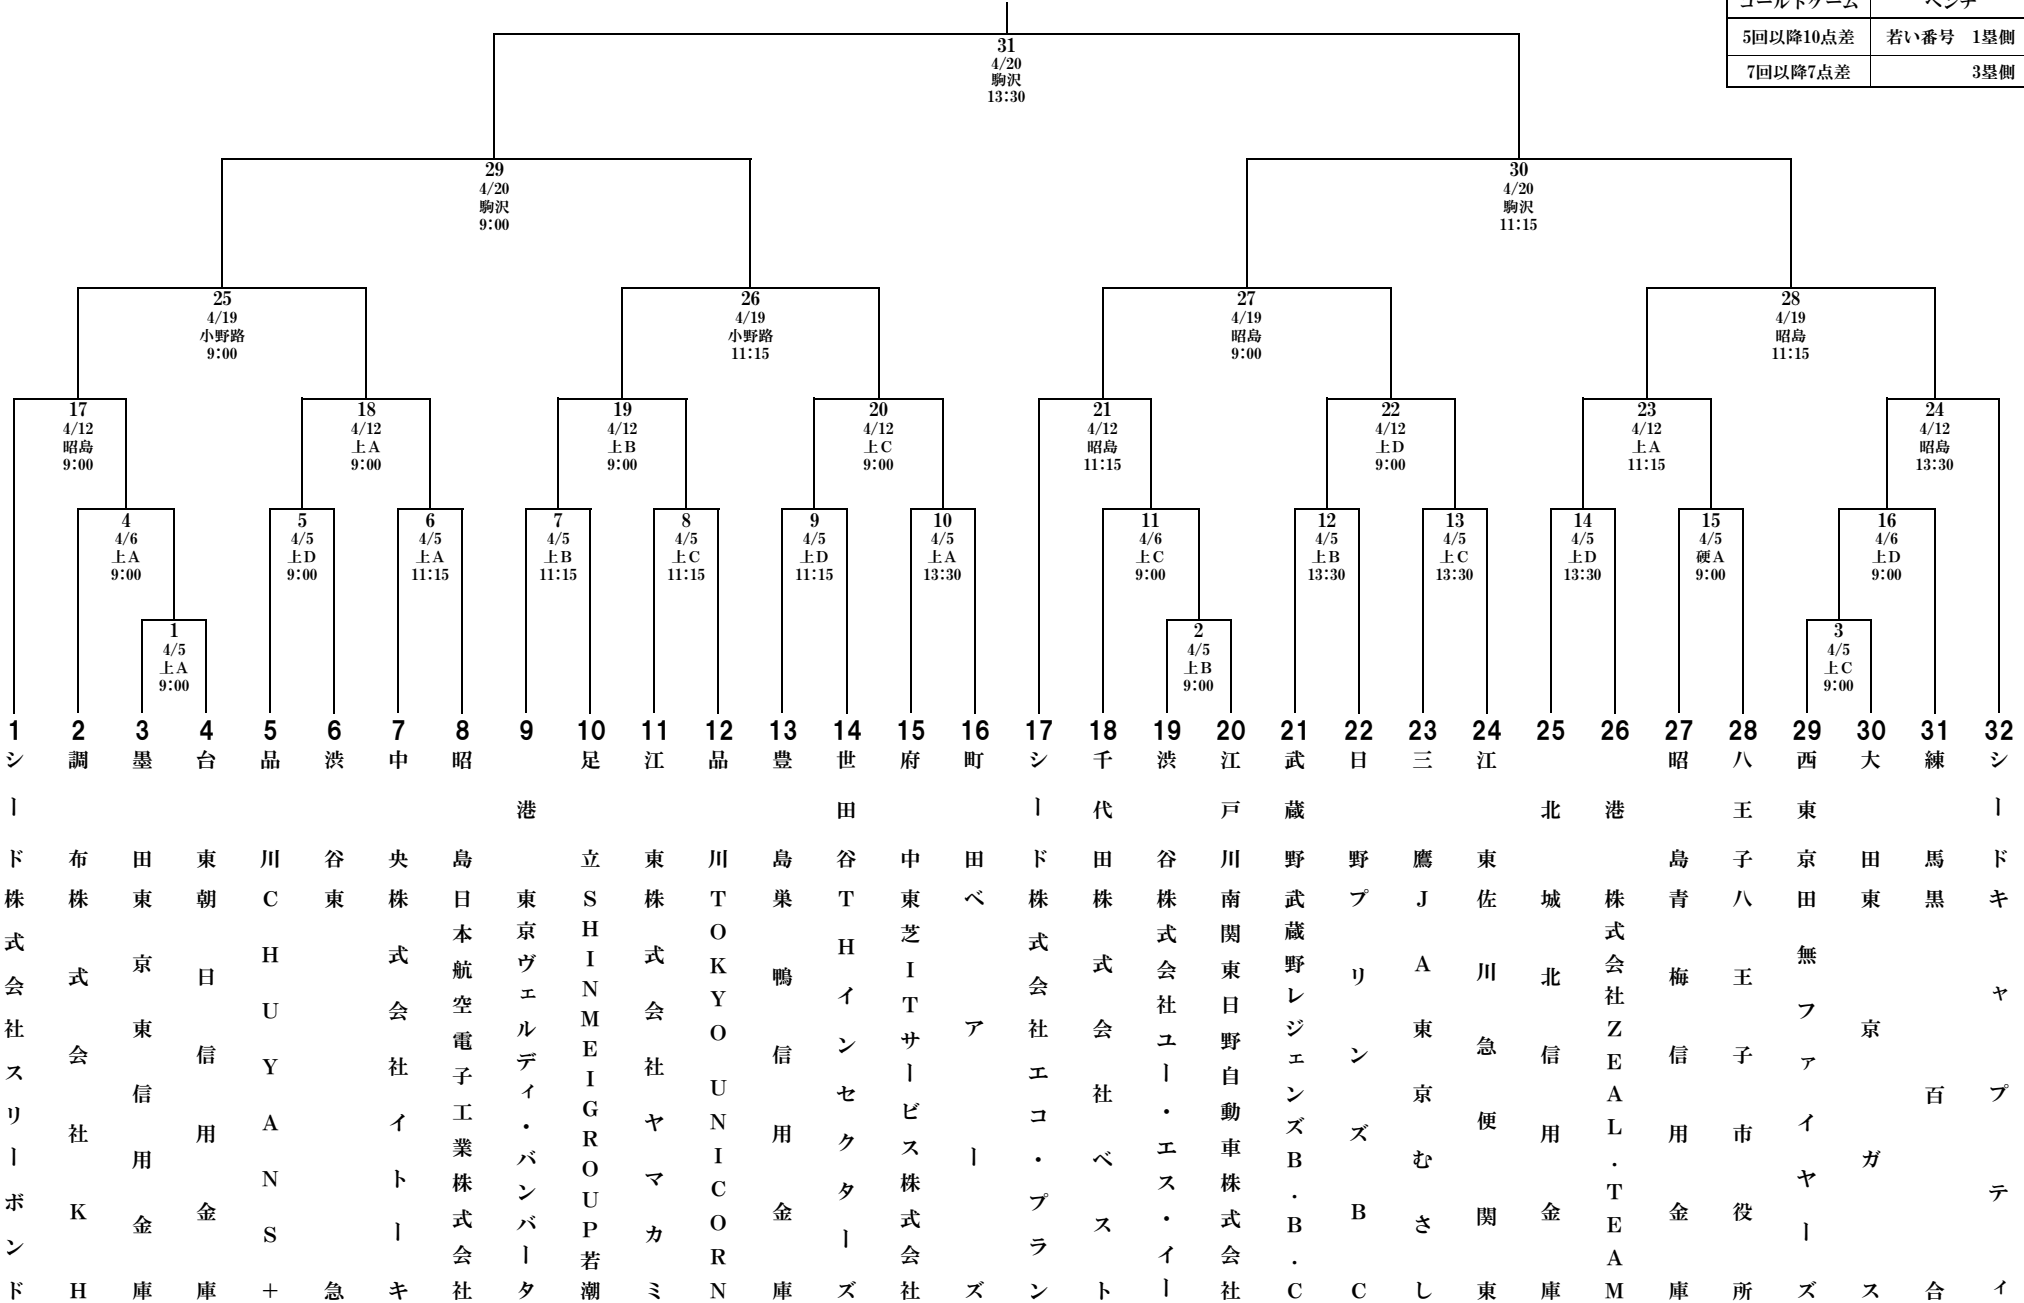 コールドゲーム ベンチ
5回以降10点差 若い番号 1塁側
7回以降7点差 3塁側
31
4/20
駒沢
13:30
29
4/20
駒沢
9:00
30
4/20
駒沢
11:15
25
4/19
小野路
9:00
26
4/19
小野路
11:15
27
4/19
昭島
9:00
28
4/19
昭島
11:15
17
4/12
昭島
9:00
18
4/12
上A
9:00
19
4/12
上B
9:00
20
4/12
上C
9:00
21
4/12
昭島
11:15
22
4/12
上D
9:00
23
4/12
上A
11:15
24
4/12
昭島
13:30
4
4/6
上A
9:00
5
4/5
上D
9:00
6
4/5
上A
11:15
7
4/5
上B
11:15
8
4/5
上C
11:15
9
4/5
上D
11:15
10
4/5
上A
13:30
11
4/6
上C
9:00
12
4/5
上B
13:30
13
4/5
上C
13:30
14
4/5
上D
13:30
15
4/5
硬A
9:00
16
4/6
上D
9:00
1
4/5
上A
9:00
2
4/5
上B
9:00
3
4/5
上C
9:00
1 シード 株式会社スリーボンド
2 調布 株式会社KH
3 墨田 東京東信用金庫
4 台東 朝日信用金庫
5 品川 CHUYANS+
6 渋谷 東急
7 中央 株式会社イトーキ
8 昭島 日本航空電子工業株式会社
9 港 東京ヴェルディ・バンバータ
10 足立 SHINMEIGROUP若潮
11 江東 株式会社ヤマカミ
12 品川 TOKYO UNICORN
13 豊島 巣鴨信用金庫
14 世田谷 THインセクターズ
15 府中 東芝ITサービス株式会社
16 町田 ベアーズ
17 シード 株式会社エコ・プラン
18 千代田 株式会社ベスト
19 渋谷 株式会社ユー・エス・イー
20 江戸川 南関東日野自動車株式会社
21 武蔵野 武蔵野レジェンズB.B.C
22 日野 プリンズBC
23 三鷹 JA東京むさし
24 江東 佐川急便関東
25 北 城北信用金庫
26 港 株式会社ZEAL.TEAM
27 昭島 青梅信用金庫
28 八王子 八王子市役所
29 西東京 田無ファイヤーズ
30 大田 東京ガス
31 練馬 黒百合
32 シード キャプティ